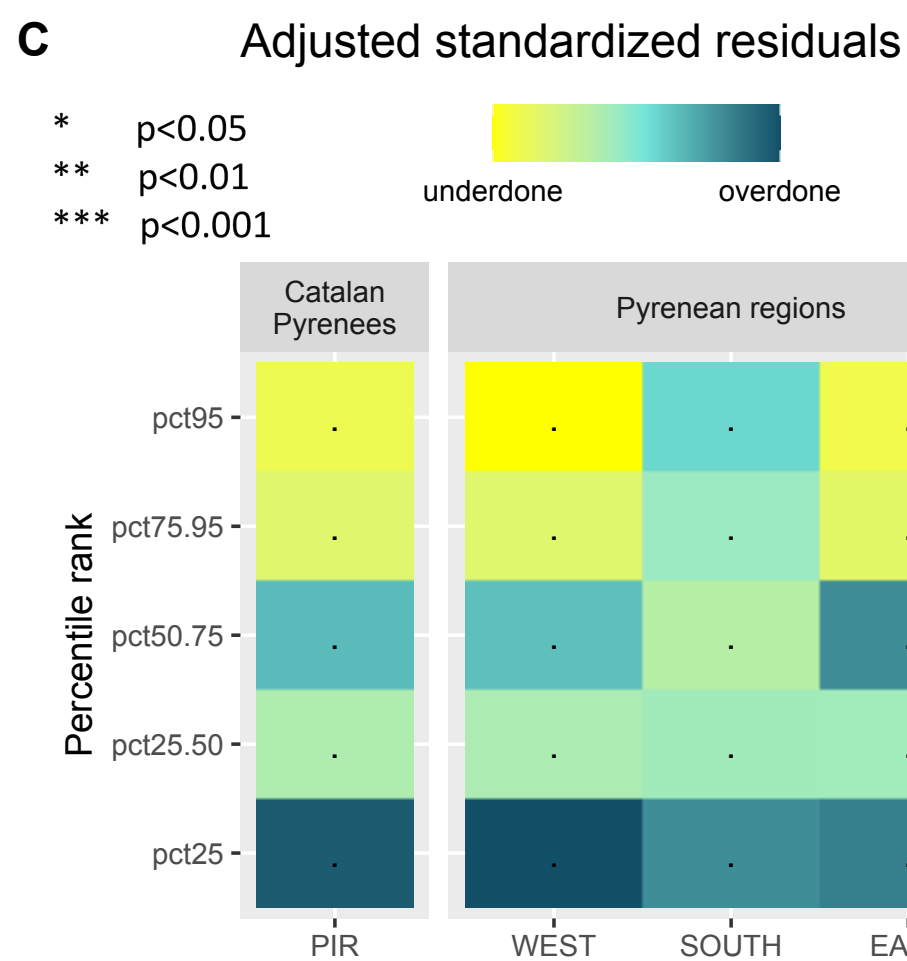 C
Adjusted standardized residuals
* p<0.05
** p<0.01
*** p<0.001
underdone overdone
Catalan
Pyrenees
Pyrenean regions
Percentile rank
pct95
pct75.95
pct50.75
pct25.50
pct25
PIR WEST SOUTH EA